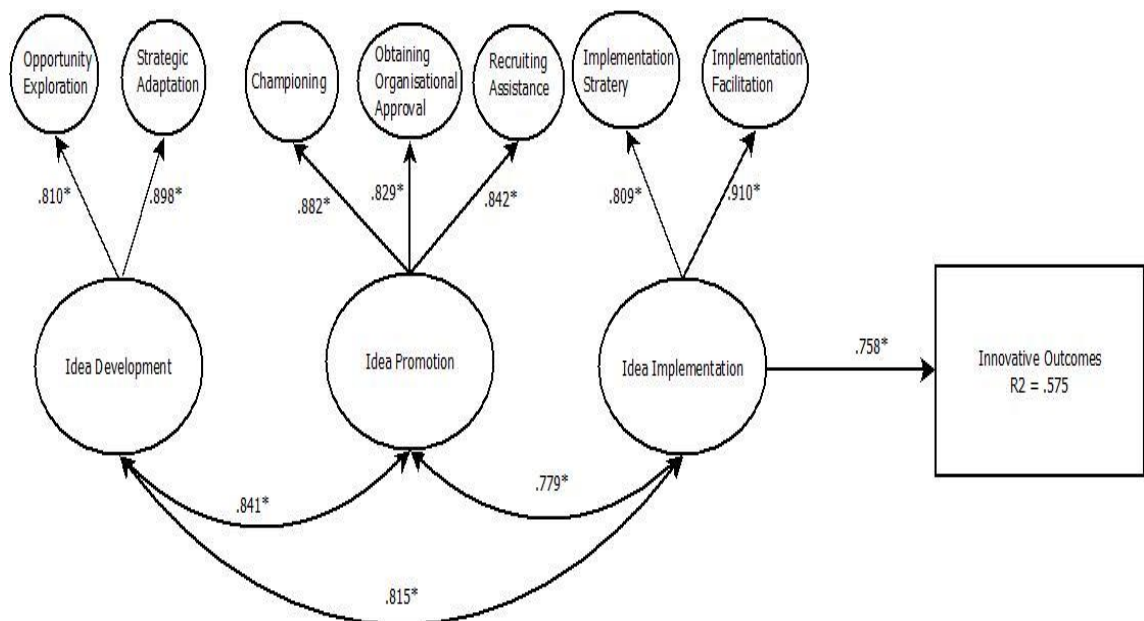 Opportunity
Exploration
Strategic
Adaptation
Championing
Obtaining
Organisational
Approval
Recruiting
Assistance
Implementation
Stratery
Implementation
Facilitation
.810*
.898*
.882*
.829*
.842*
.809*
.910*
Idea Development
Idea Promotion
Idea Implementation
.758*
Innovative Outcomes
R2 = .575
.841*
.779*
.815*